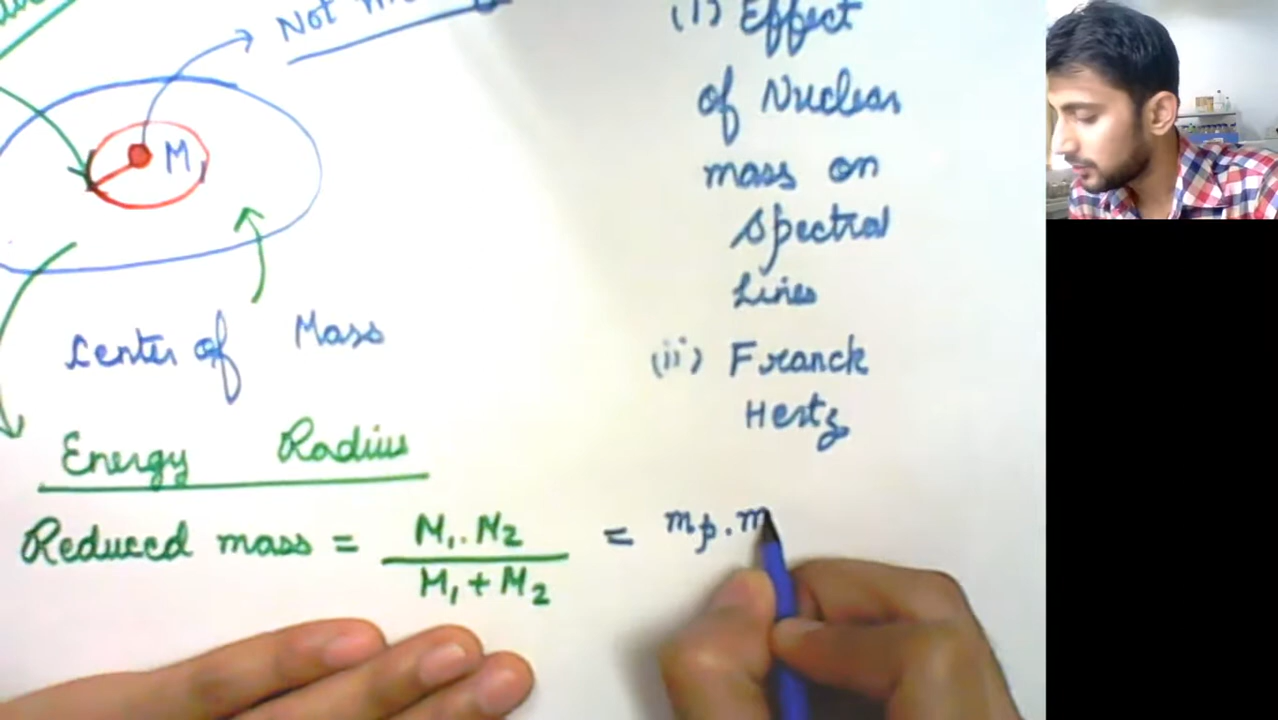 Not
M
Center of Mass
Energy Radius
Reduced mass = M1. M2 / M1 + M2 = mp. m
(i) Effect
of Nuclear
mass on
Spectral
Lines
(ii) Franck
Hertz